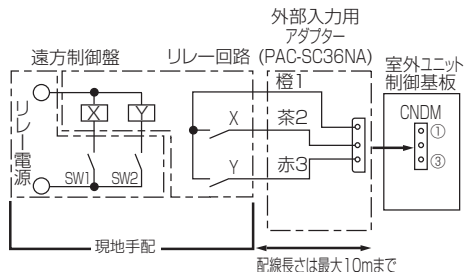 外部入力用
アダプター
遠方制御盤
リレー回路
(PAC-SC36NA)
室外ユニット
制御基板
橙1
CNDM
X
Y
X
茶2
①
リレー電源
Y
赤3
③
SW1
SW2
現地手配
配線長さは最大10mまで